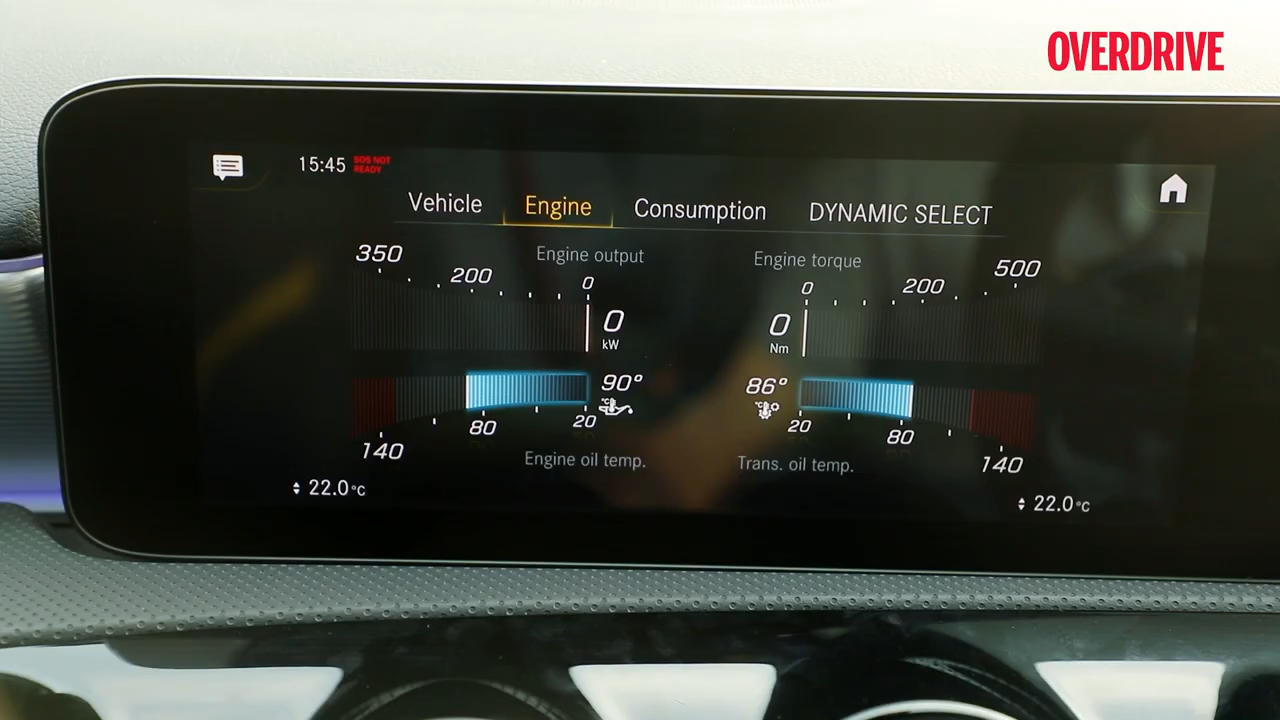 OVERDRIVE
15:45
SOS NOT
READY
Vehicle Engine Consumption DYNAMIC SELECT
350 200 0 Engine output
Engine torque 0 200 500
0
kW
0
Nm
90°
°C
86°
°C
140 80 20
20 80 140
Engine oil temp.
Trans. oil temp.
22.0°C
22.0°C